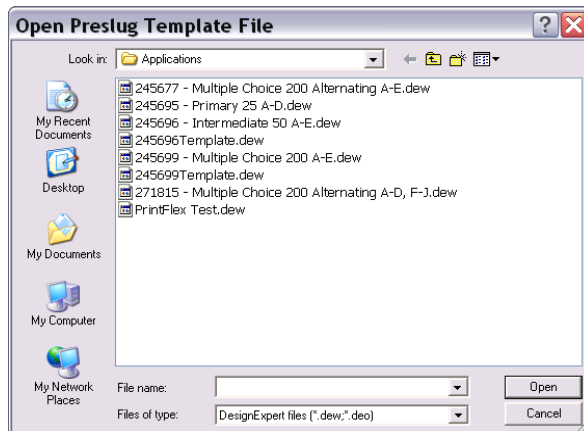 Open Preslug Template File
Look in: Applications
245677 - Multiple Choice 200 Alternating A-E.dew
245695 - Primary 25 A-D.dew
245696 - Intermediate 50 A-E.dew
245696Template.dew
245699 - Multiple Choice 200 A-E.dew
245699Template.dew
271815 - Multiple Choice 200 Alternating A-D, F-J.dew
PrintFlex Test.dew
My Recent
Documents
Desktop
My Documents
My Computer
My Network
Places
File name:
Open
Files of type: DesignExpert files (*.dew;*.deo)
Cancel